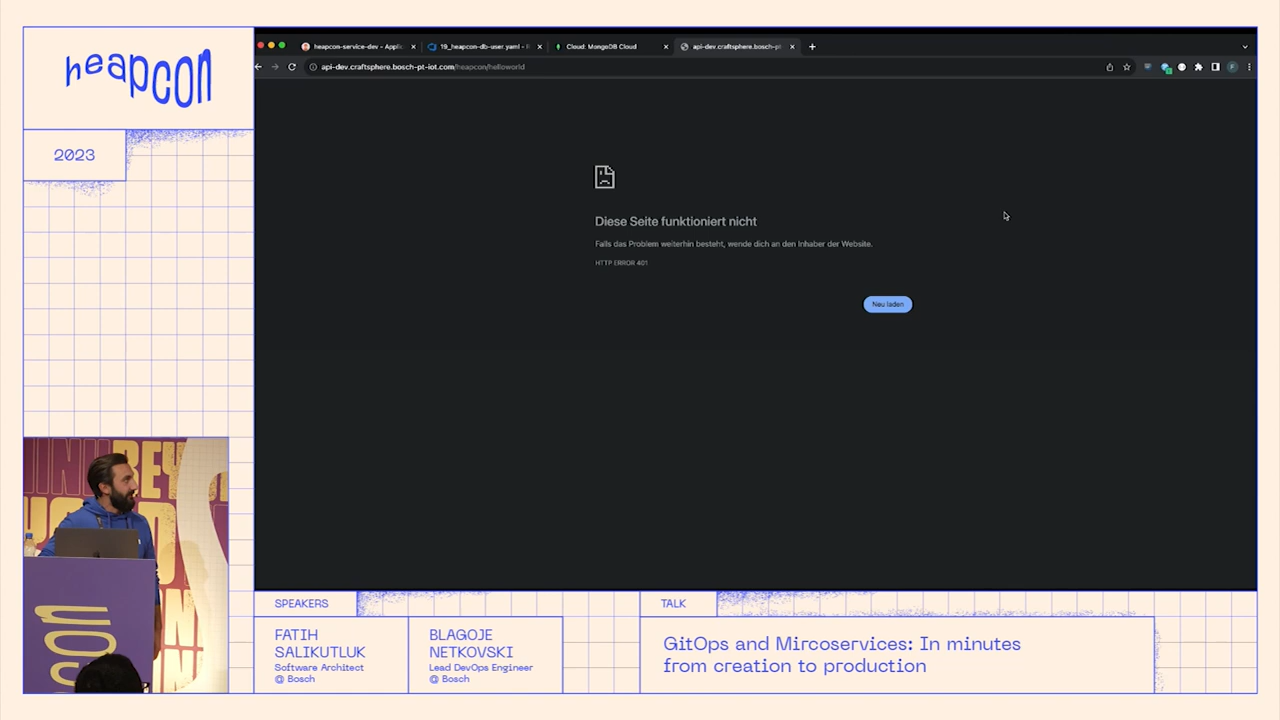 heapcon
2023
heapcon-service-dev - Applic
19_heapcon-db-user.yaml - R
Cloud: MongoDB Cloud
api-dev.craftsphere.bosch-pt
api-dev.craftsphere.bosch-pt-iot.com/heapcon/helloworld
Diese Seite funktioniert nicht
Falls das Problem weiterhin besteht, wende dich an den Inhaber der Website.
HTTP ERROR 401
Neu laden
SPEAKERS
FATIH
SALIKUTLUK
Software Architect
@ Bosch
BLAGOJE
NETKOVSKI
Lead DevOps Engineer
@ Bosch
TALK
GitOps and Mircoservices: In minutes
from creation to production